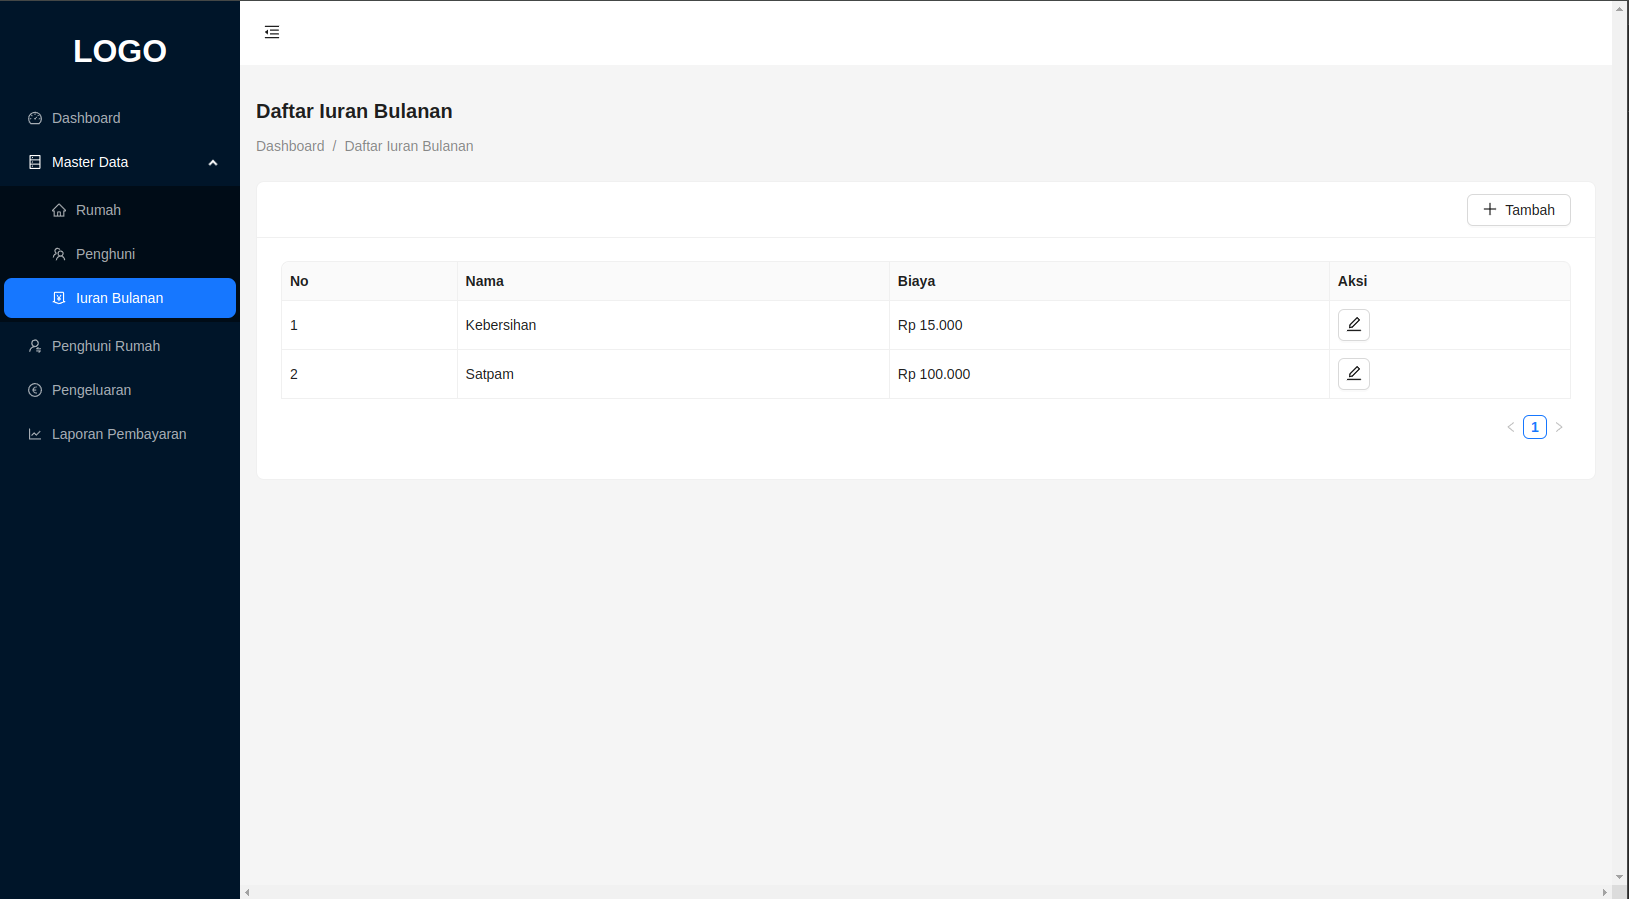 LOGO
Dashboard
Master Data
Rumah
Penghuni
Iuran Bulanan
Penghuni Rumah
Pengeluaran
Laporan Pembayaran
Daftar Iuran Bulanan
Dashboard / Daftar Iuran Bulanan
Tambah
No Nama Biaya Aksi
1 Kebersihan Rp 15.000
2 Satpam Rp 100.000
1